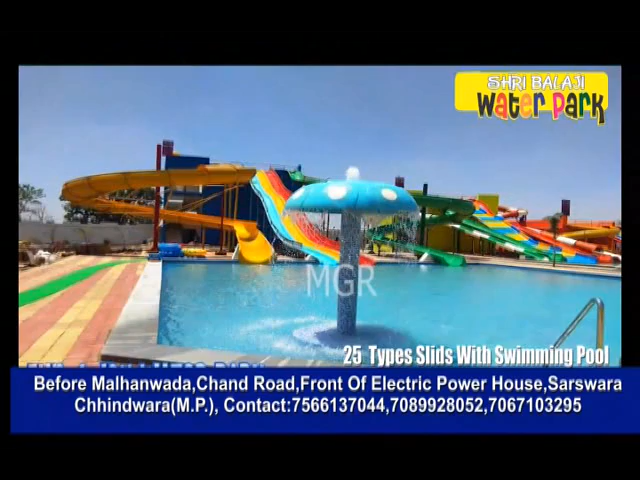 SHRI BALAJI
water park
MGR
25 Types Slids With Swimming Pool
Before Malhanwada,Chand Road,Front Of Electric Power House,Sarswara
Chhindwara(M.P.), Contact:7566137044,7089928052,7067103295